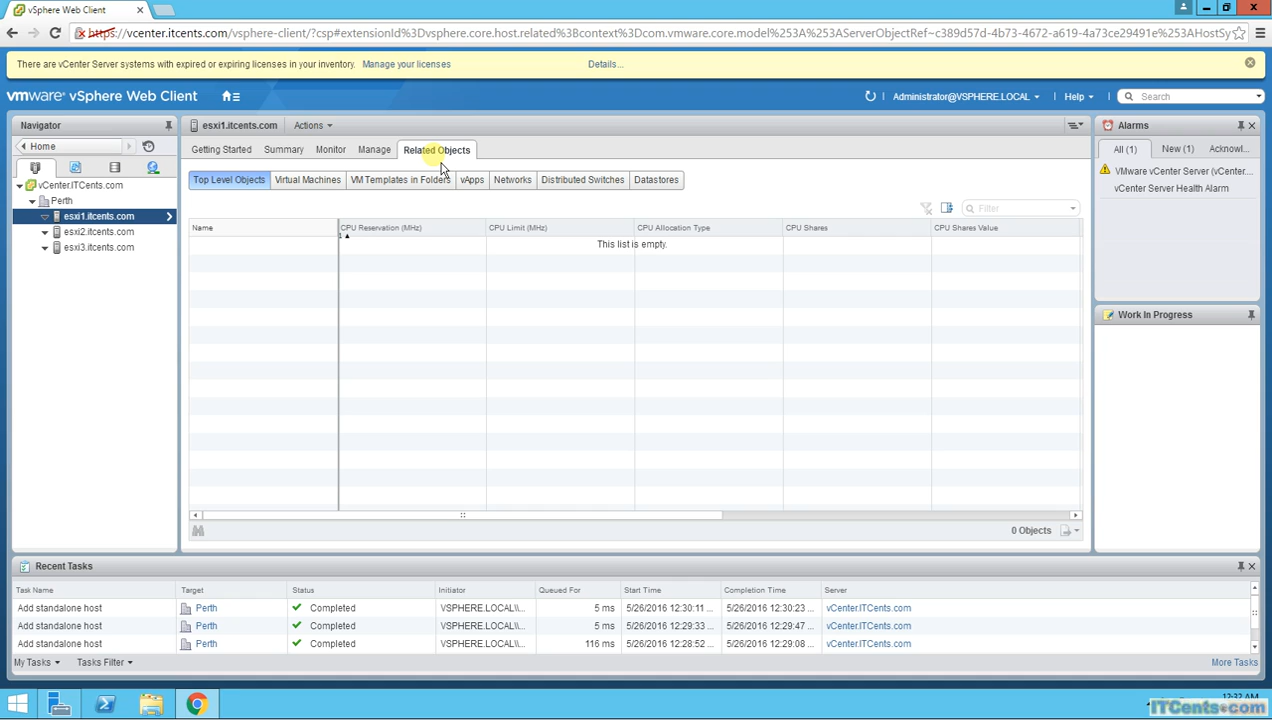 vSphere Web Client
https://vcenter.itcents.com/vsphere-client/?csp#extensionId%3Dvsphere.core.host.related%3Bcontext%3Dcom.vmware.core.model%253A%253AServerObjectRef~c389d57d-4b73-4672-a619-4a73ce29491e%253AHostSy
There are vCenter Server systems with expired or expiring licenses in your inventory. Manage your licenses Details...
vmware® vSphere Web Client
Administrator@VSPHERE.LOCAL Help Search
Navigator
Home
vCenter.ITCents.com
Perth
esxi1.itcents.com
esxi2.itcents.com
esxi3.itcents.com
esxi1.itcents.com Actions
Getting Started Summary Monitor Manage Related Objects
Top Level Objects Virtual Machines VM Templates in Folders vApps Networks Distributed Switches Datastores
Filter
Name CPU Reservation (MHz) CPU Limit (MHz) CPU Allocation Type CPU Shares CPU Shares Value
1
This list is empty.
0 Objects
Alarms
All (1) New (1) Acknowl...
VMware vCenter Server (vCenter....
vCenter Server Health Alarm
Work In Progress
Recent Tasks
Task Name Target Status Initiator Queued For Start Time Completion Time Server
Add standalone host Perth Completed VSPHERE.LOCAL\\... 5 ms 5/26/2016 12:30:11 ... 5/26/2016 12:30:23 ... vCenter.ITCents.com
Add standalone host Perth Completed VSPHERE.LOCAL\\... 5 ms 5/26/2016 12:29:33 ... 5/26/2016 12:29:47 ... vCenter.ITCents.com
Add standalone host Perth Completed VSPHERE.LOCAL\\... 116 ms 5/26/2016 12:28:52 ... 5/26/2016 12:29:08 ... vCenter.ITCents.com
My Tasks Tasks Filter More Tasks
12:32 AM
ITCents.com